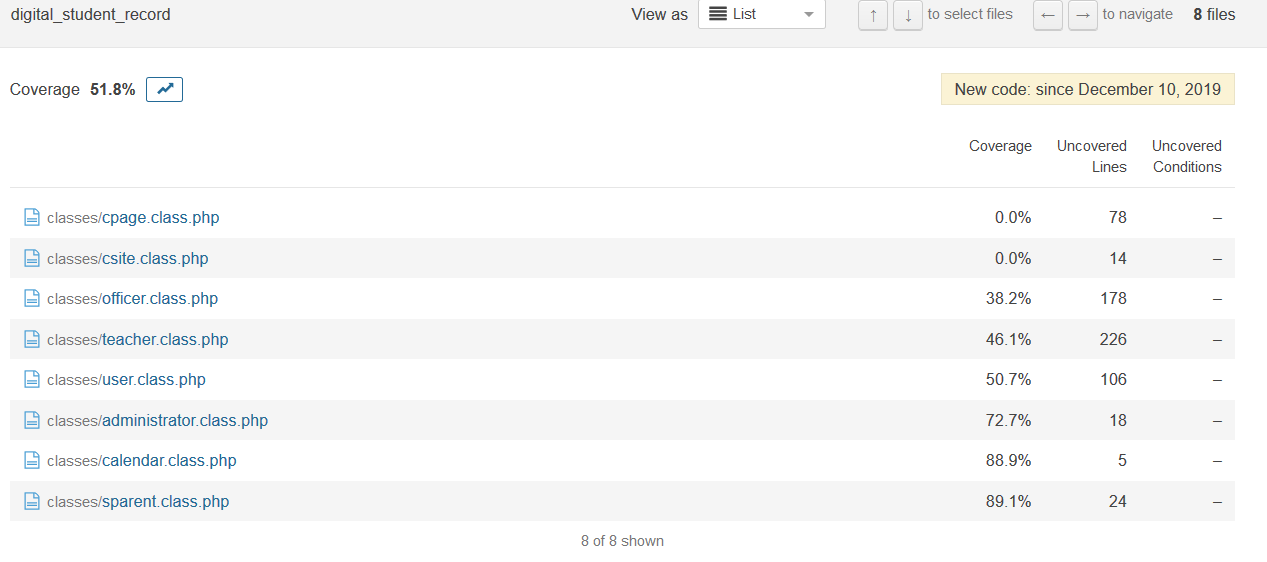 digital_student_record View as List ↑ ↓ to select files ← → to navigate 8 files
Coverage 51.8% New code: since December 10, 2019
Coverage Uncovered Lines Uncovered Conditions
classes/cpage.class.php 0.0% 78 –
classes/csite.class.php 0.0% 14 –
classes/officer.class.php 38.2% 178 –
classes/teacher.class.php 46.1% 226 –
classes/user.class.php 50.7% 106 –
classes/administrator.class.php 72.7% 18 –
classes/calendar.class.php 88.9% 5 –
classes/sparent.class.php 89.1% 24 –
8 of 8 shown